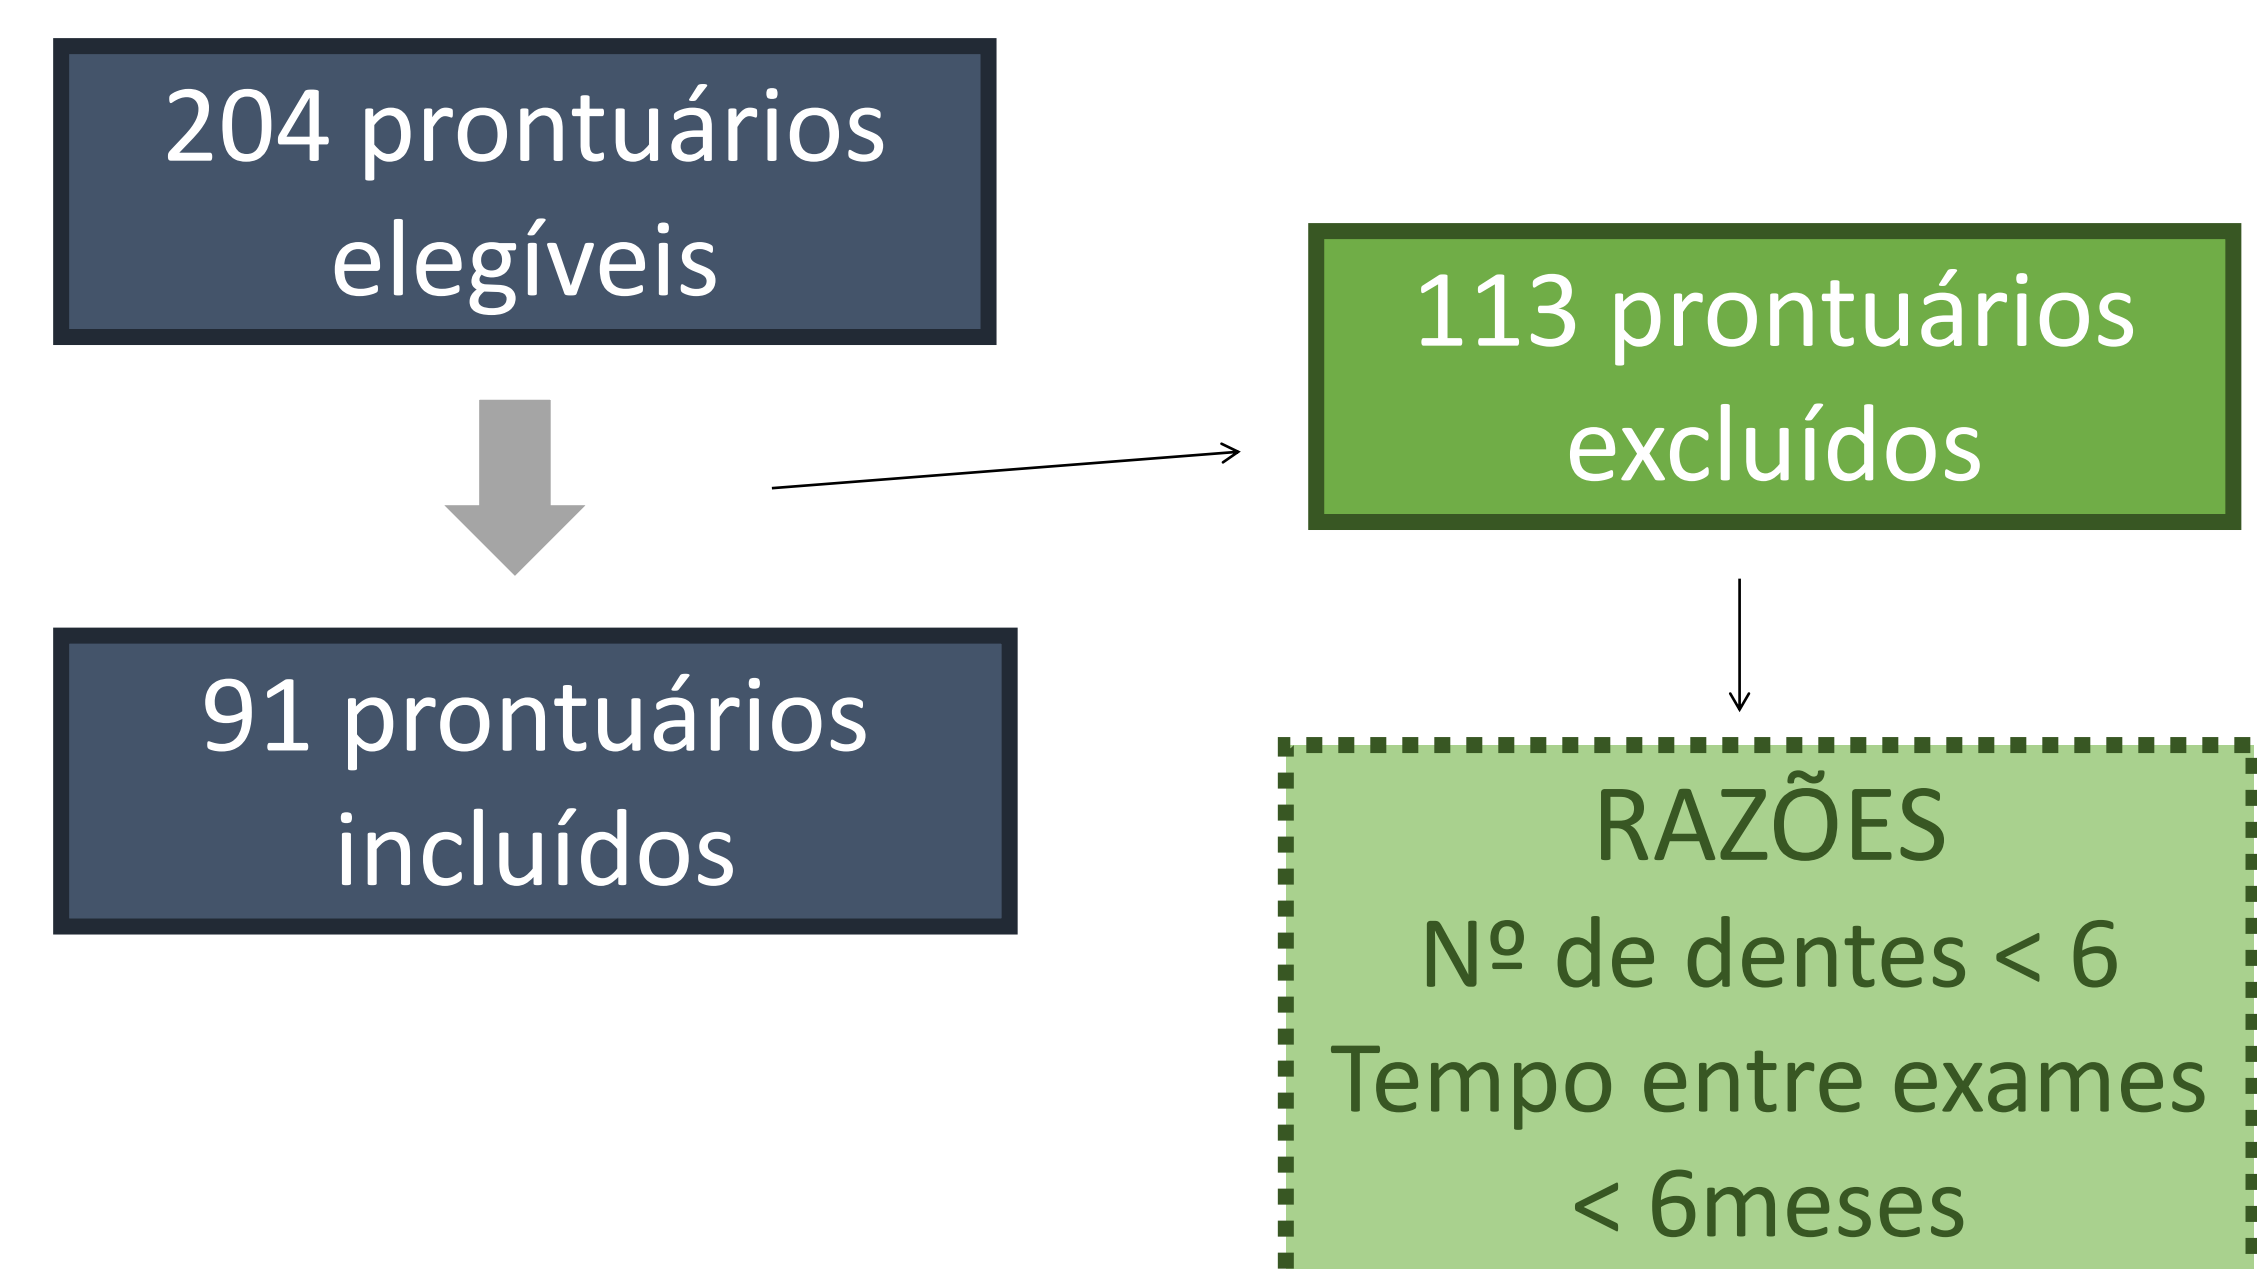 204 prontuários
elegíveis
113 prontuários
excluídos
91 prontuários
incluídos
RAZÕES
Nº de dentes < 6
Tempo entre exames
< 6meses